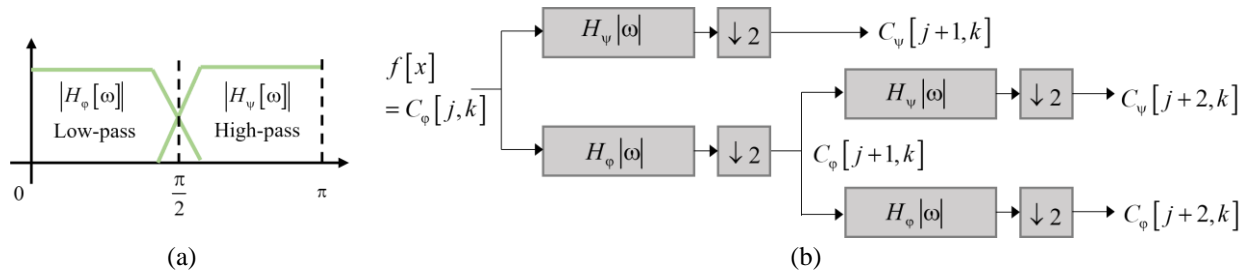 |H_φ[ω]|
Low-pass
|H_ψ[ω]|
High-pass
0
π/2
π
(a)
f[x]
= C_φ[j,k]
H_ψ|ω|
↓2
C_ψ[j+1,k]
H_φ|ω|
↓2
C_φ[j+1,k]
H_ψ|ω|
↓2
C_ψ[j+2,k]
H_φ|ω|
↓2
C_φ[j+2,k]
(b)